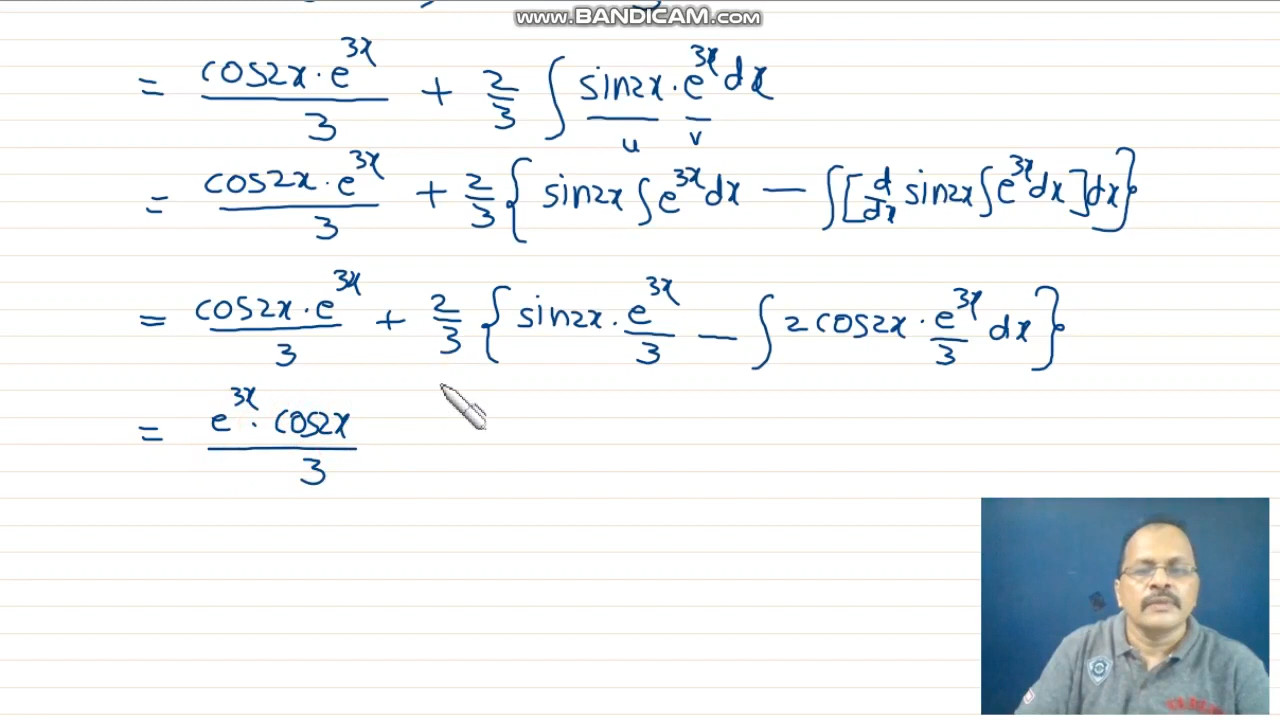 www.BANDICAM.com
= cos2x · e^3x / 3 + 2/3 ∫ sin2x · e^3x dx
u v
= cos2x · e^3x / 3 + 2/3 { sin2x ∫ e^3x dx — ∫ [ d/dx sin2x ∫ e^3x dx ] dx }
= cos2x · e^3x / 3 + 2/3 { sin2x · e^3x / 3 — ∫ 2 cos2x · e^3x / 3 dx }
= e^3x · cos2x / 3